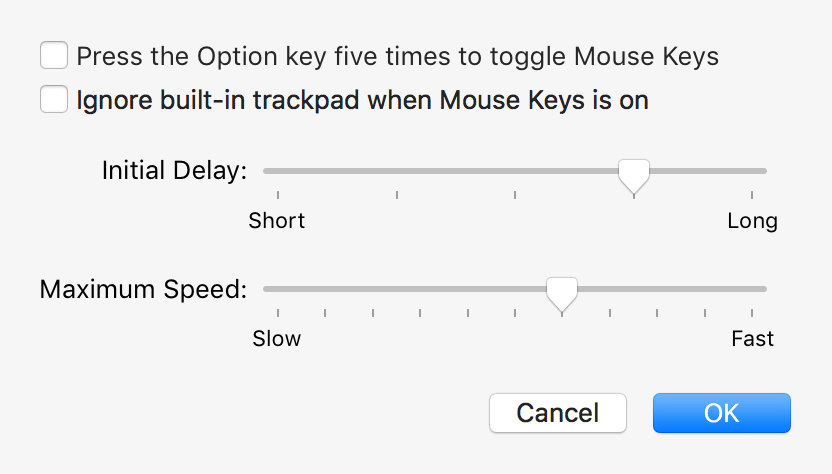 Press the Option key five times to toggle Mouse Keys
Ignore built-in trackpad when Mouse Keys is on
Initial Delay:
Short Long
Maximum Speed:
Slow Fast
Cancel OK